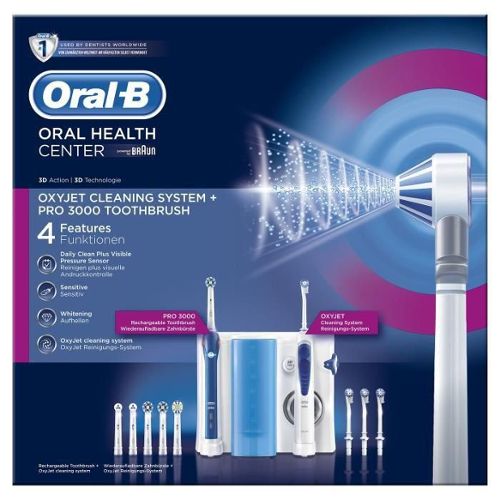 #1
USED BY DENTISTS WORLDWIDE
Oral-B
ORAL HEALTH
CENTER POWERED BY BRAUN
3D Action | 3D Technologie
OXYJET CLEANING SYSTEM +
PRO 3000 TOOTHBRUSH
4 Features
Funktionen
Daily Clean Plus Visible
Pressure Sensor
Reinigen plus visuelle
Andruckkontrolle
Sensitive
Sensitiv
Whitening
Aufhellen
OxyJet cleaning system
OxyJet Reinigungs-System
PRO 3000
Rechargeable Toothbrush
Wiederaufladbare Zahnbürste
OXYJET
Cleaning System
Reinigungs-System
Rechargeable Toothbrush +
OxyJet Cleaning System
Wiederaufladbare Zahnbürste +
OxyJet Reinigungs-System